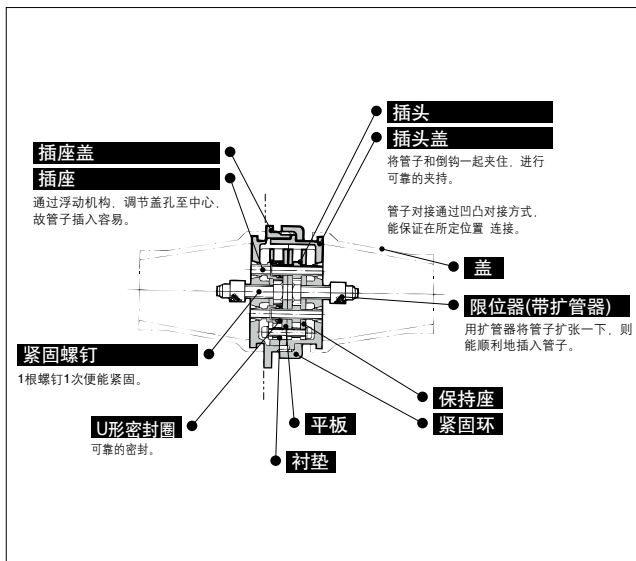 插头
插头盖
将管子和倒钩一起夹住，进行
可靠的夹持。
管子对接通过凹凸对接方式，
能保证在所定位置 连接。
插座盖
插座
通过浮动机构，调节盖孔至中心，
故管子插入容易。
盖
限位器(带扩管器)
用扩管器将管子扩张一下，则
能顺利地插入管子。
紧固螺钉
1根螺钉1次便能紧固。
保持座
紧固环
U形密封圈
可靠的密封。
平板
衬垫